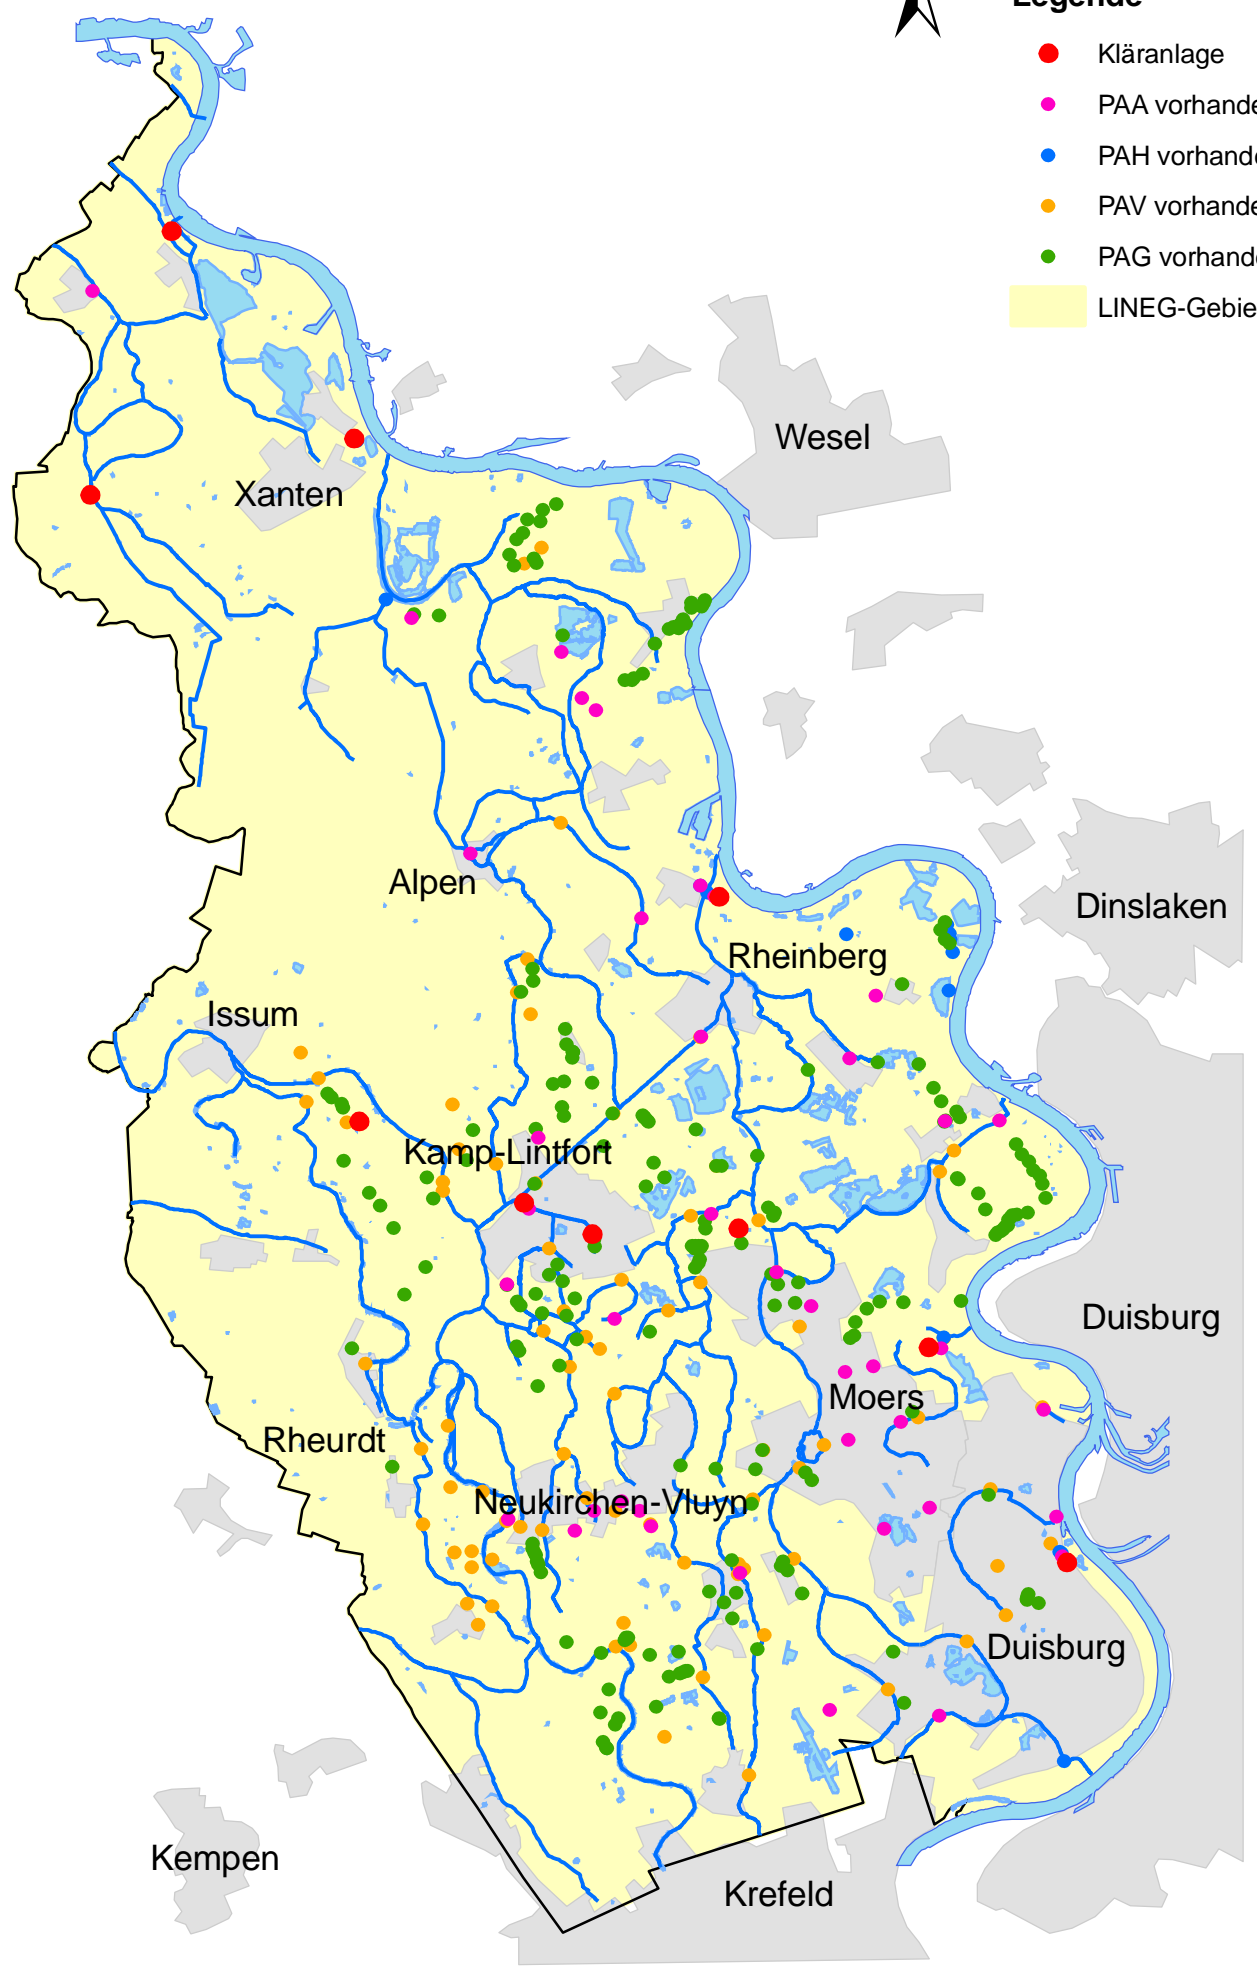 Legende
Kläranlage
PAA vorhande
PAH vorhande
PAV vorhande
PAG vorhande
LINEG-Gebie
Wesel
Xanten
Alpen
Dinslaken
Rheinberg
Issum
Kamp-Lintfort
Duisburg
Moers
Rheurdt
Neukirchen-Vluyn
Duisburg
Kempen
Krefeld